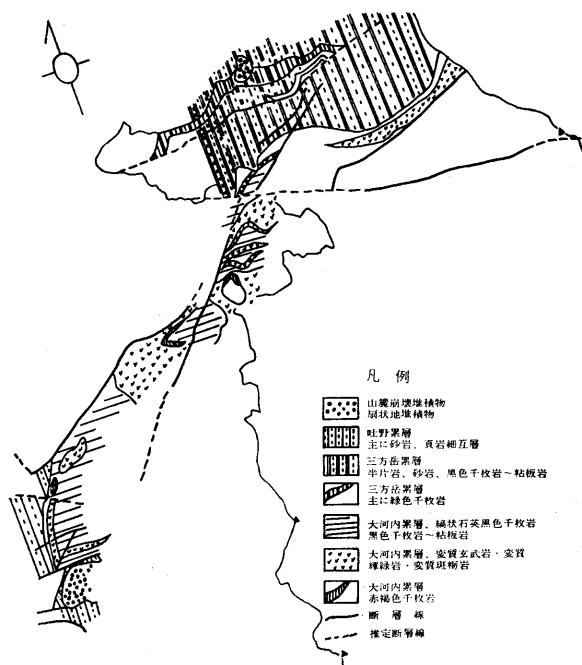 凡例
山麓崩壊堆積物
扇状地堆積物
吐野累層
主に砂岩、頁岩細互層
三方岳累層
半片岩、砂岩、黒色千枚岩～粘板岩
三方岳累層
主に緑色千枚岩
大河内累層、縞状石英黒色千枚岩
黒色千枚岩～粘板岩
大河内累層、変質玄武岩・変質
輝緑岩・変質斑糲岩
大河内累層
赤褐色千枚岩
断層線
推定断層線